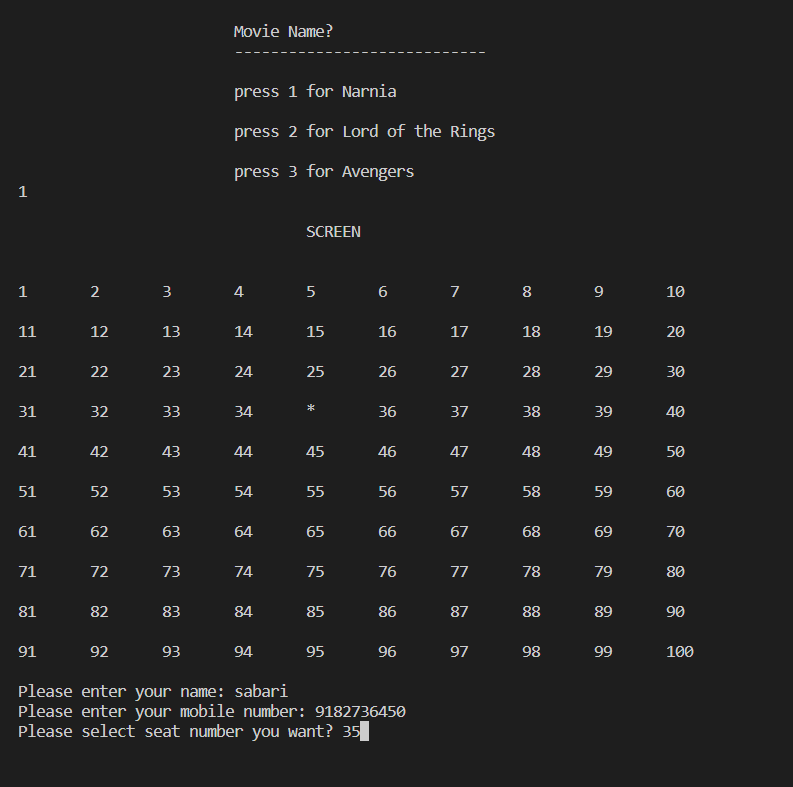 Movie Name?
----------------------------
press 1 for Narnia
press 2 for Lord of the Rings
press 3 for Avengers
1
SCREEN
1 2 3 4 5 6 7 8 9 10
11 12 13 14 15 16 17 18 19 20
21 22 23 24 25 26 27 28 29 30
31 32 33 34 * 36 37 38 39 40
41 42 43 44 45 46 47 48 49 50
51 52 53 54 55 56 57 58 59 60
61 62 63 64 65 66 67 68 69 70
71 72 73 74 75 76 77 78 79 80
81 82 83 84 85 86 87 88 89 90
91 92 93 94 95 96 97 98 99 100
Please enter your name: sabari
Please enter your mobile number: 9182736450
Please select seat number you want? 35